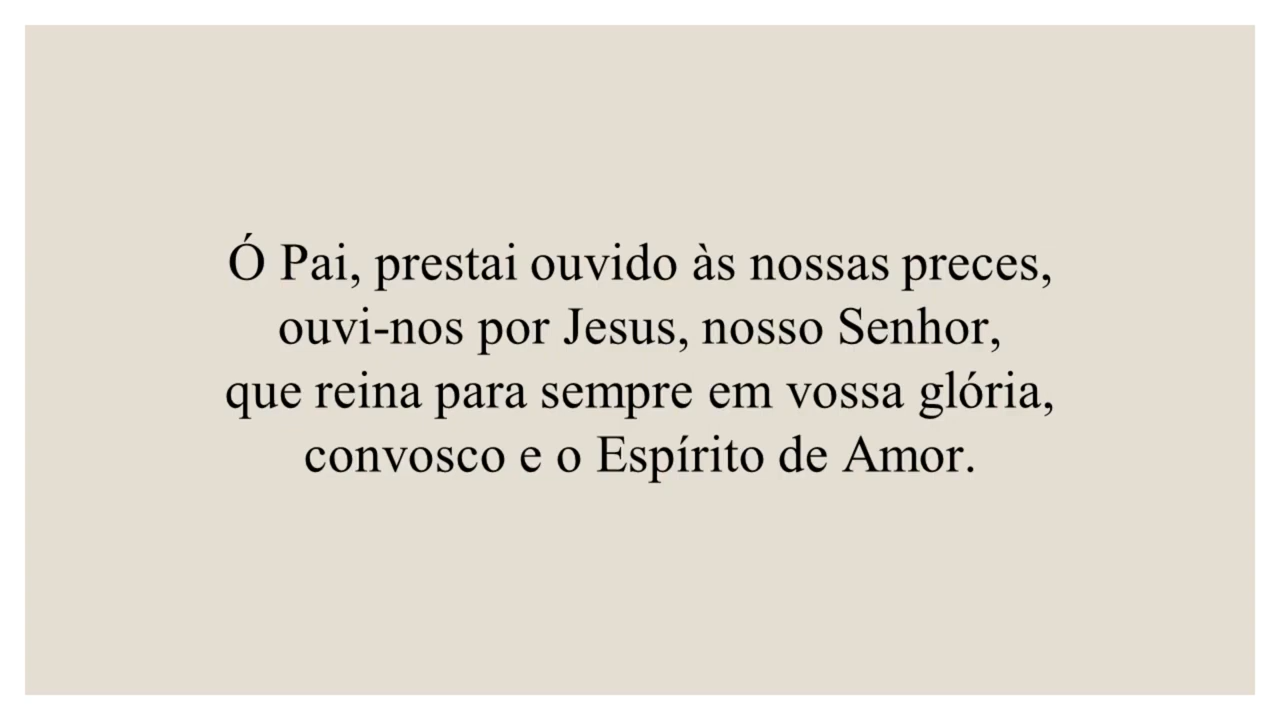 Ó Pai, prestai ouvido às nossas preces,
ouvi-nos por Jesus, nosso Senhor,
que reina para sempre em vossa glória,
convosco e o Espírito de Amor.